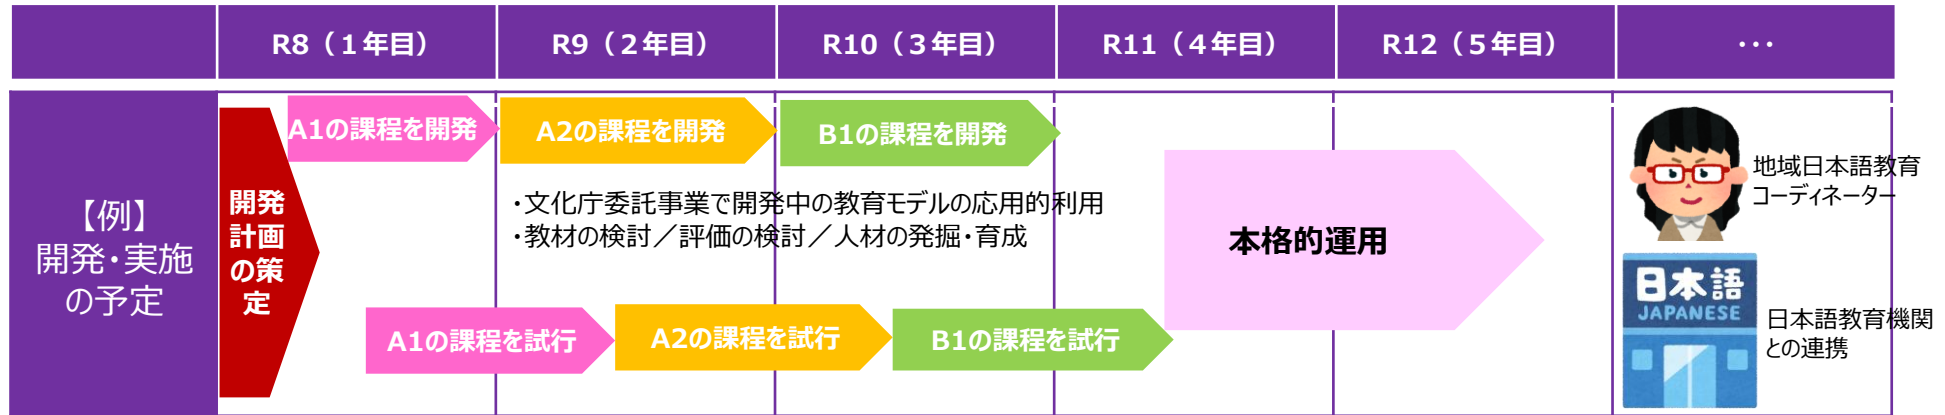 R8（１年目）
R9（２年目）
R10（３年目）
R11（４年目）
R12（５年目）
・・・
【例】
開発・実施
の予定
開発
計画
の策
定
A1の課程を開発
A2の課程を開発
B1の課程を開発
・文化庁委託事業で開発中の教育モデルの応用的利用
・教材の検討／評価の検討／人材の発掘・育成
A1の課程を試行
A2の課程を試行
B1の課程を試行
本格的運用
地域日本語教育
コーディネーター
日本語
JAPANESE
日本語教育機関
との連携